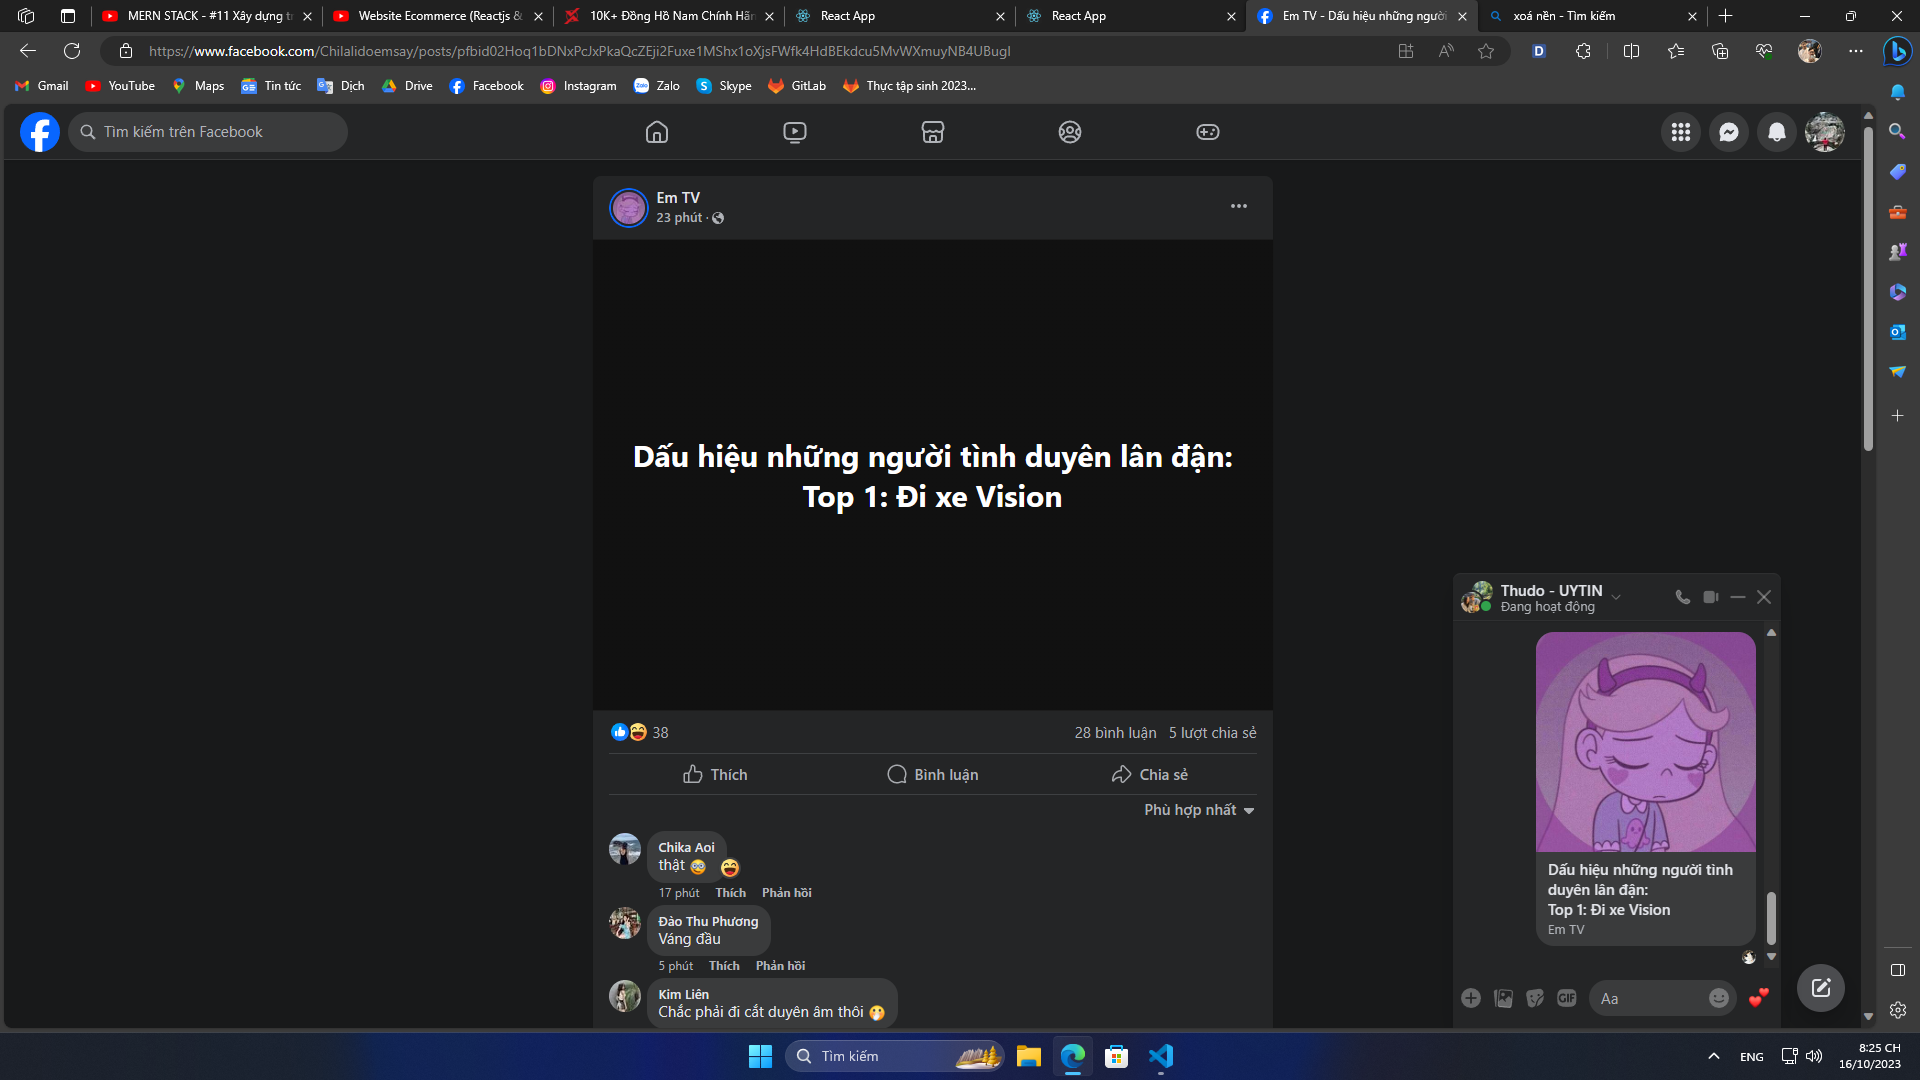 MERN STACK - #11 Xây dựng t
Website Ecommerce (Reactjs &
10K+ Đồng Hồ Nam Chính Hãn
React App
React App
Em TV - Dấu hiệu những người
xoá nền - Tìm kiếm
https://www.facebook.com/Chilalidoemsay/posts/pfbid02Hoq1bDNxPcJxPkaQcZEji2Fuxe1MShx1oXjsFWfk4HdBEkdcu5MvWXmuyNB4UBugl
Gmail
YouTube
Maps
Tin tức
Dịch
Drive
Facebook
Instagram
Zalo
Skype
GitLab
Thực tập sinh 2023...
Tìm kiếm trên Facebook
Em TV
23 phút ·
Dấu hiệu những người tình duyên lân đận:
Top 1: Đi xe Vision
38
28 bình luận
5 lượt chia sẻ
Thích
Bình luận
Chia sẻ
Phù hợp nhất
Chika Aoi
thật
17 phút Thích Phản hồi
Đào Thu Phương
Váng đầu
5 phút Thích Phản hồi
Kim Liên
Chắc phải đi cắt duyên âm thôi
Thudo - UYTIN
Đang hoạt động
Dấu hiệu những người tình
duyên lân đận:
Top 1: Đi xe Vision
Em TV
GIF
Aa
Tìm kiếm
ENG
8:25 CH
16/10/2023